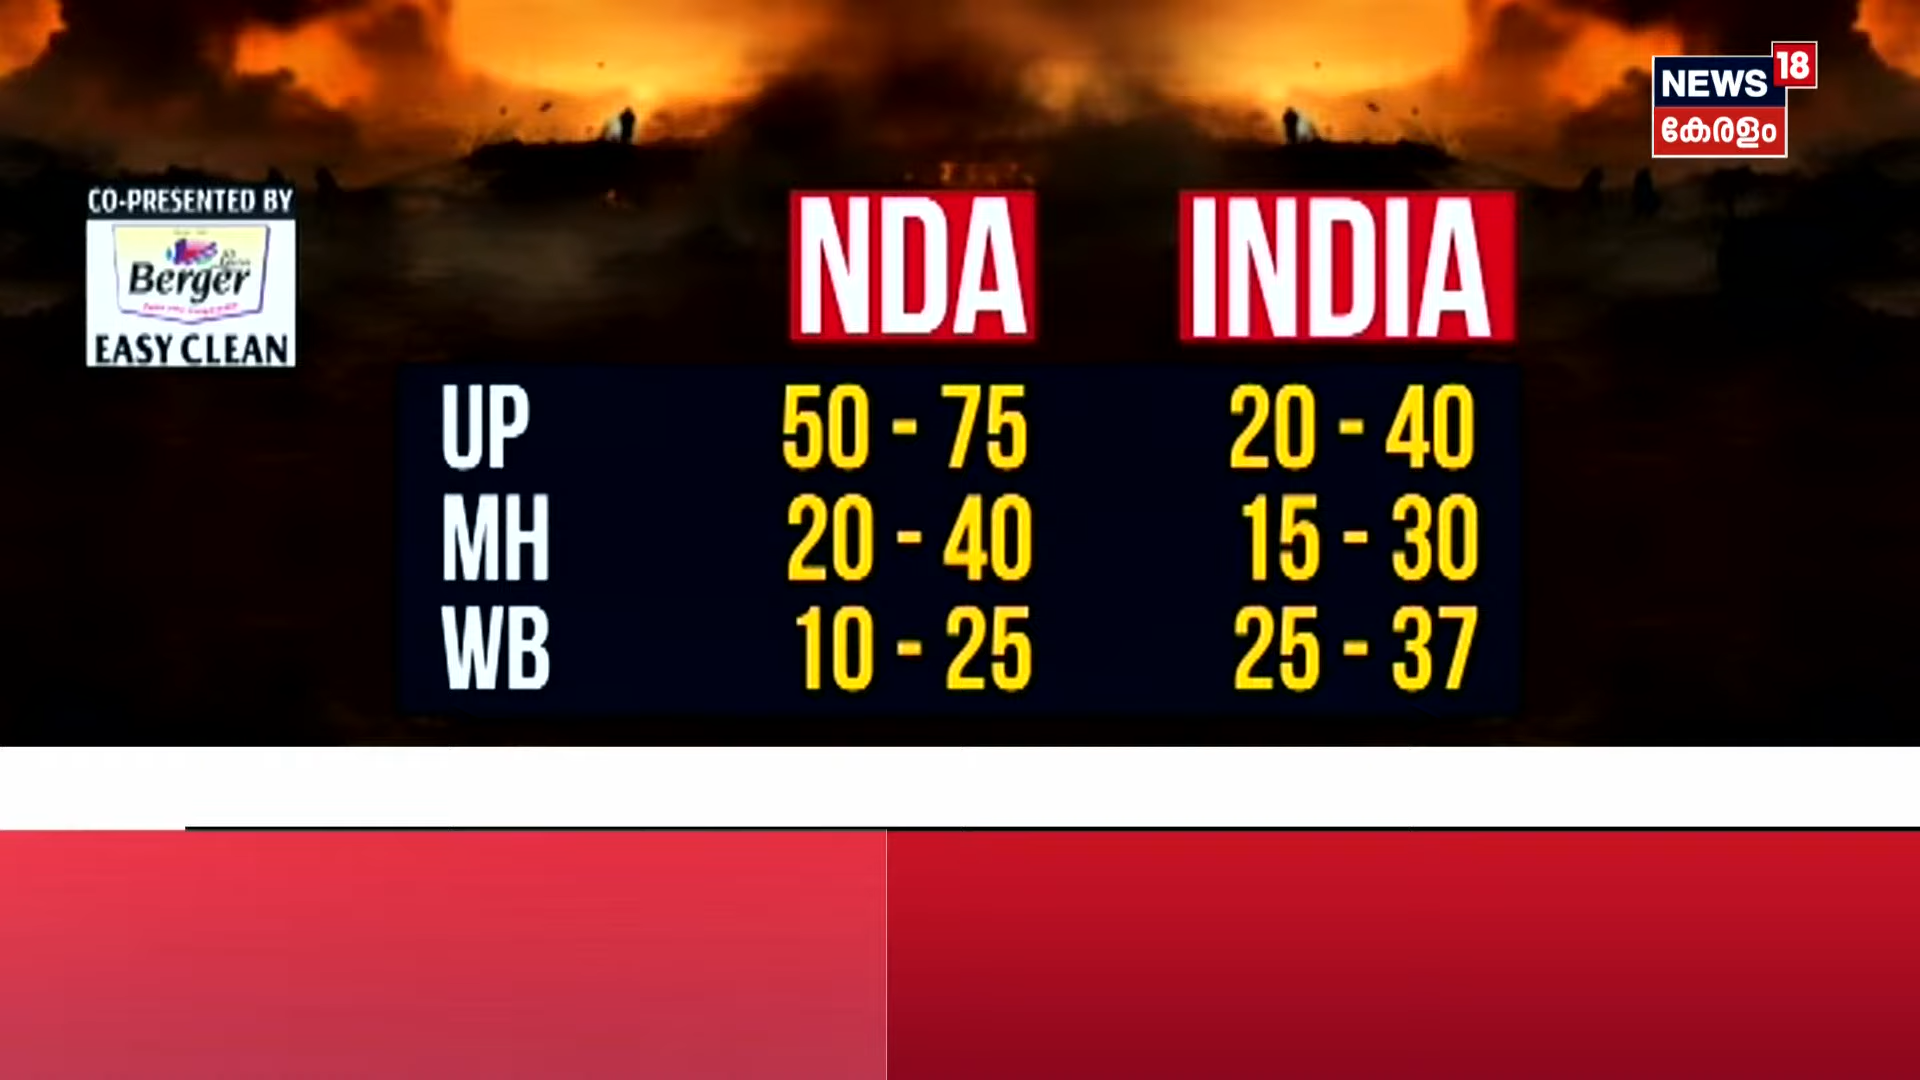 NEWS 18
കേരളം
CO-PRESENTED BY
Berger
EASY CLEAN
NDA INDIA
UP 50 - 75 20 - 40
MH 20 - 40 15 - 30
WB 10 - 25 25 - 37